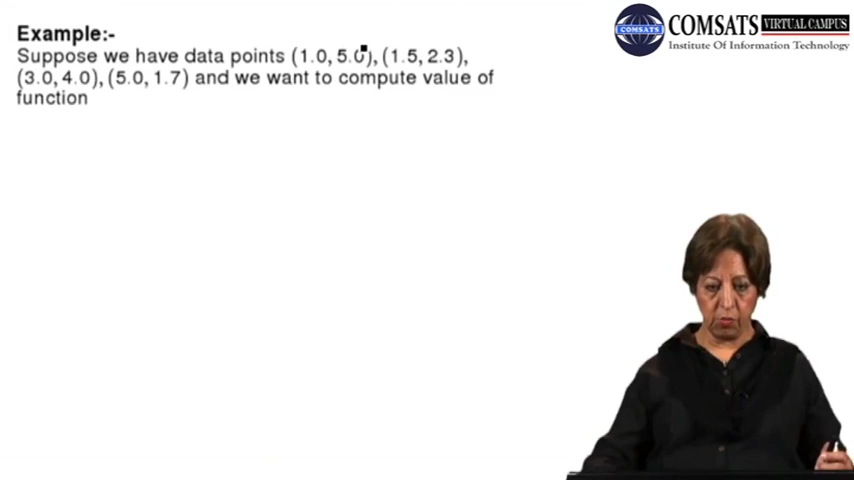 Example:-
Suppose we have data points (1.0, 5.0), (1.5, 2.3),
(3.0, 4.0), (5.0, 1.7) and we want to compute value of
function
COMSATS VIRTUAL CAMPUS
Institute Of Information Technology